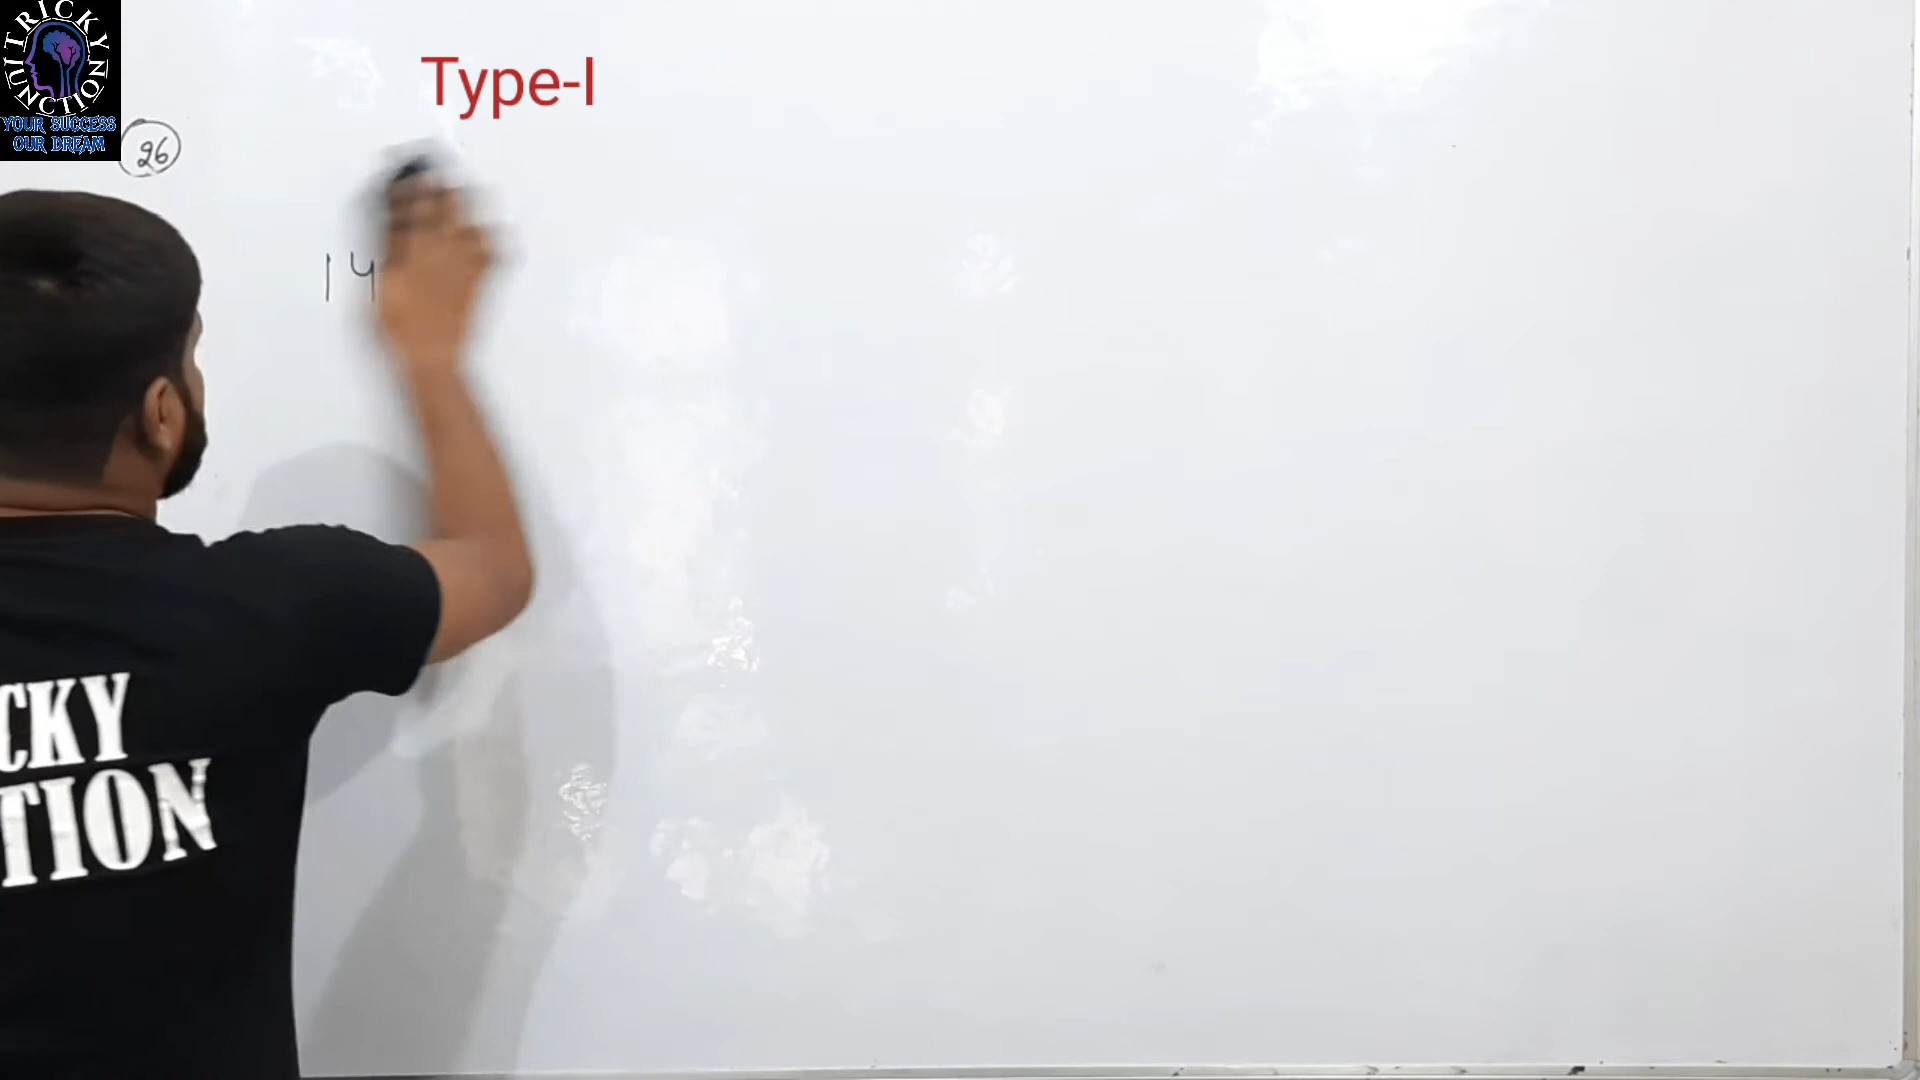 TRICKY
JUNCTION
YOUR SUCCESS
OUR DREAM
Type-I
26
14
CKY
TION